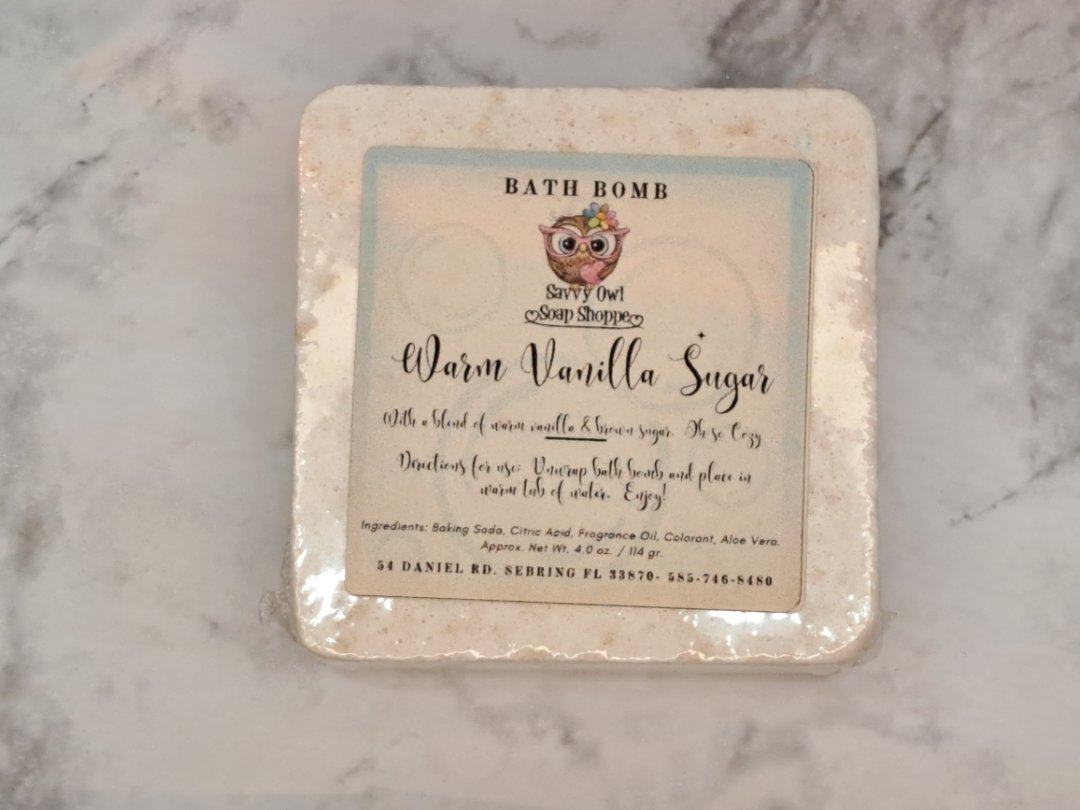 BATH BOMB
Savvy Owl
Soap Shoppe
Warm Vanilla Sugar
With a blend of warm vanilla & brown sugar. Oh so Cozy
Directions for use: Unwrap bath bomb and place in
warm tub of water. Enjoy!
Ingredients: Baking Soda, Citric Acid, Fragrance Oil, Colorant, Aloe Vera.
Approx. Net Wt. 4.0 oz. / 114 gr.
54 DANIEL RD. SEBRING FL 33870- 585-746-8480